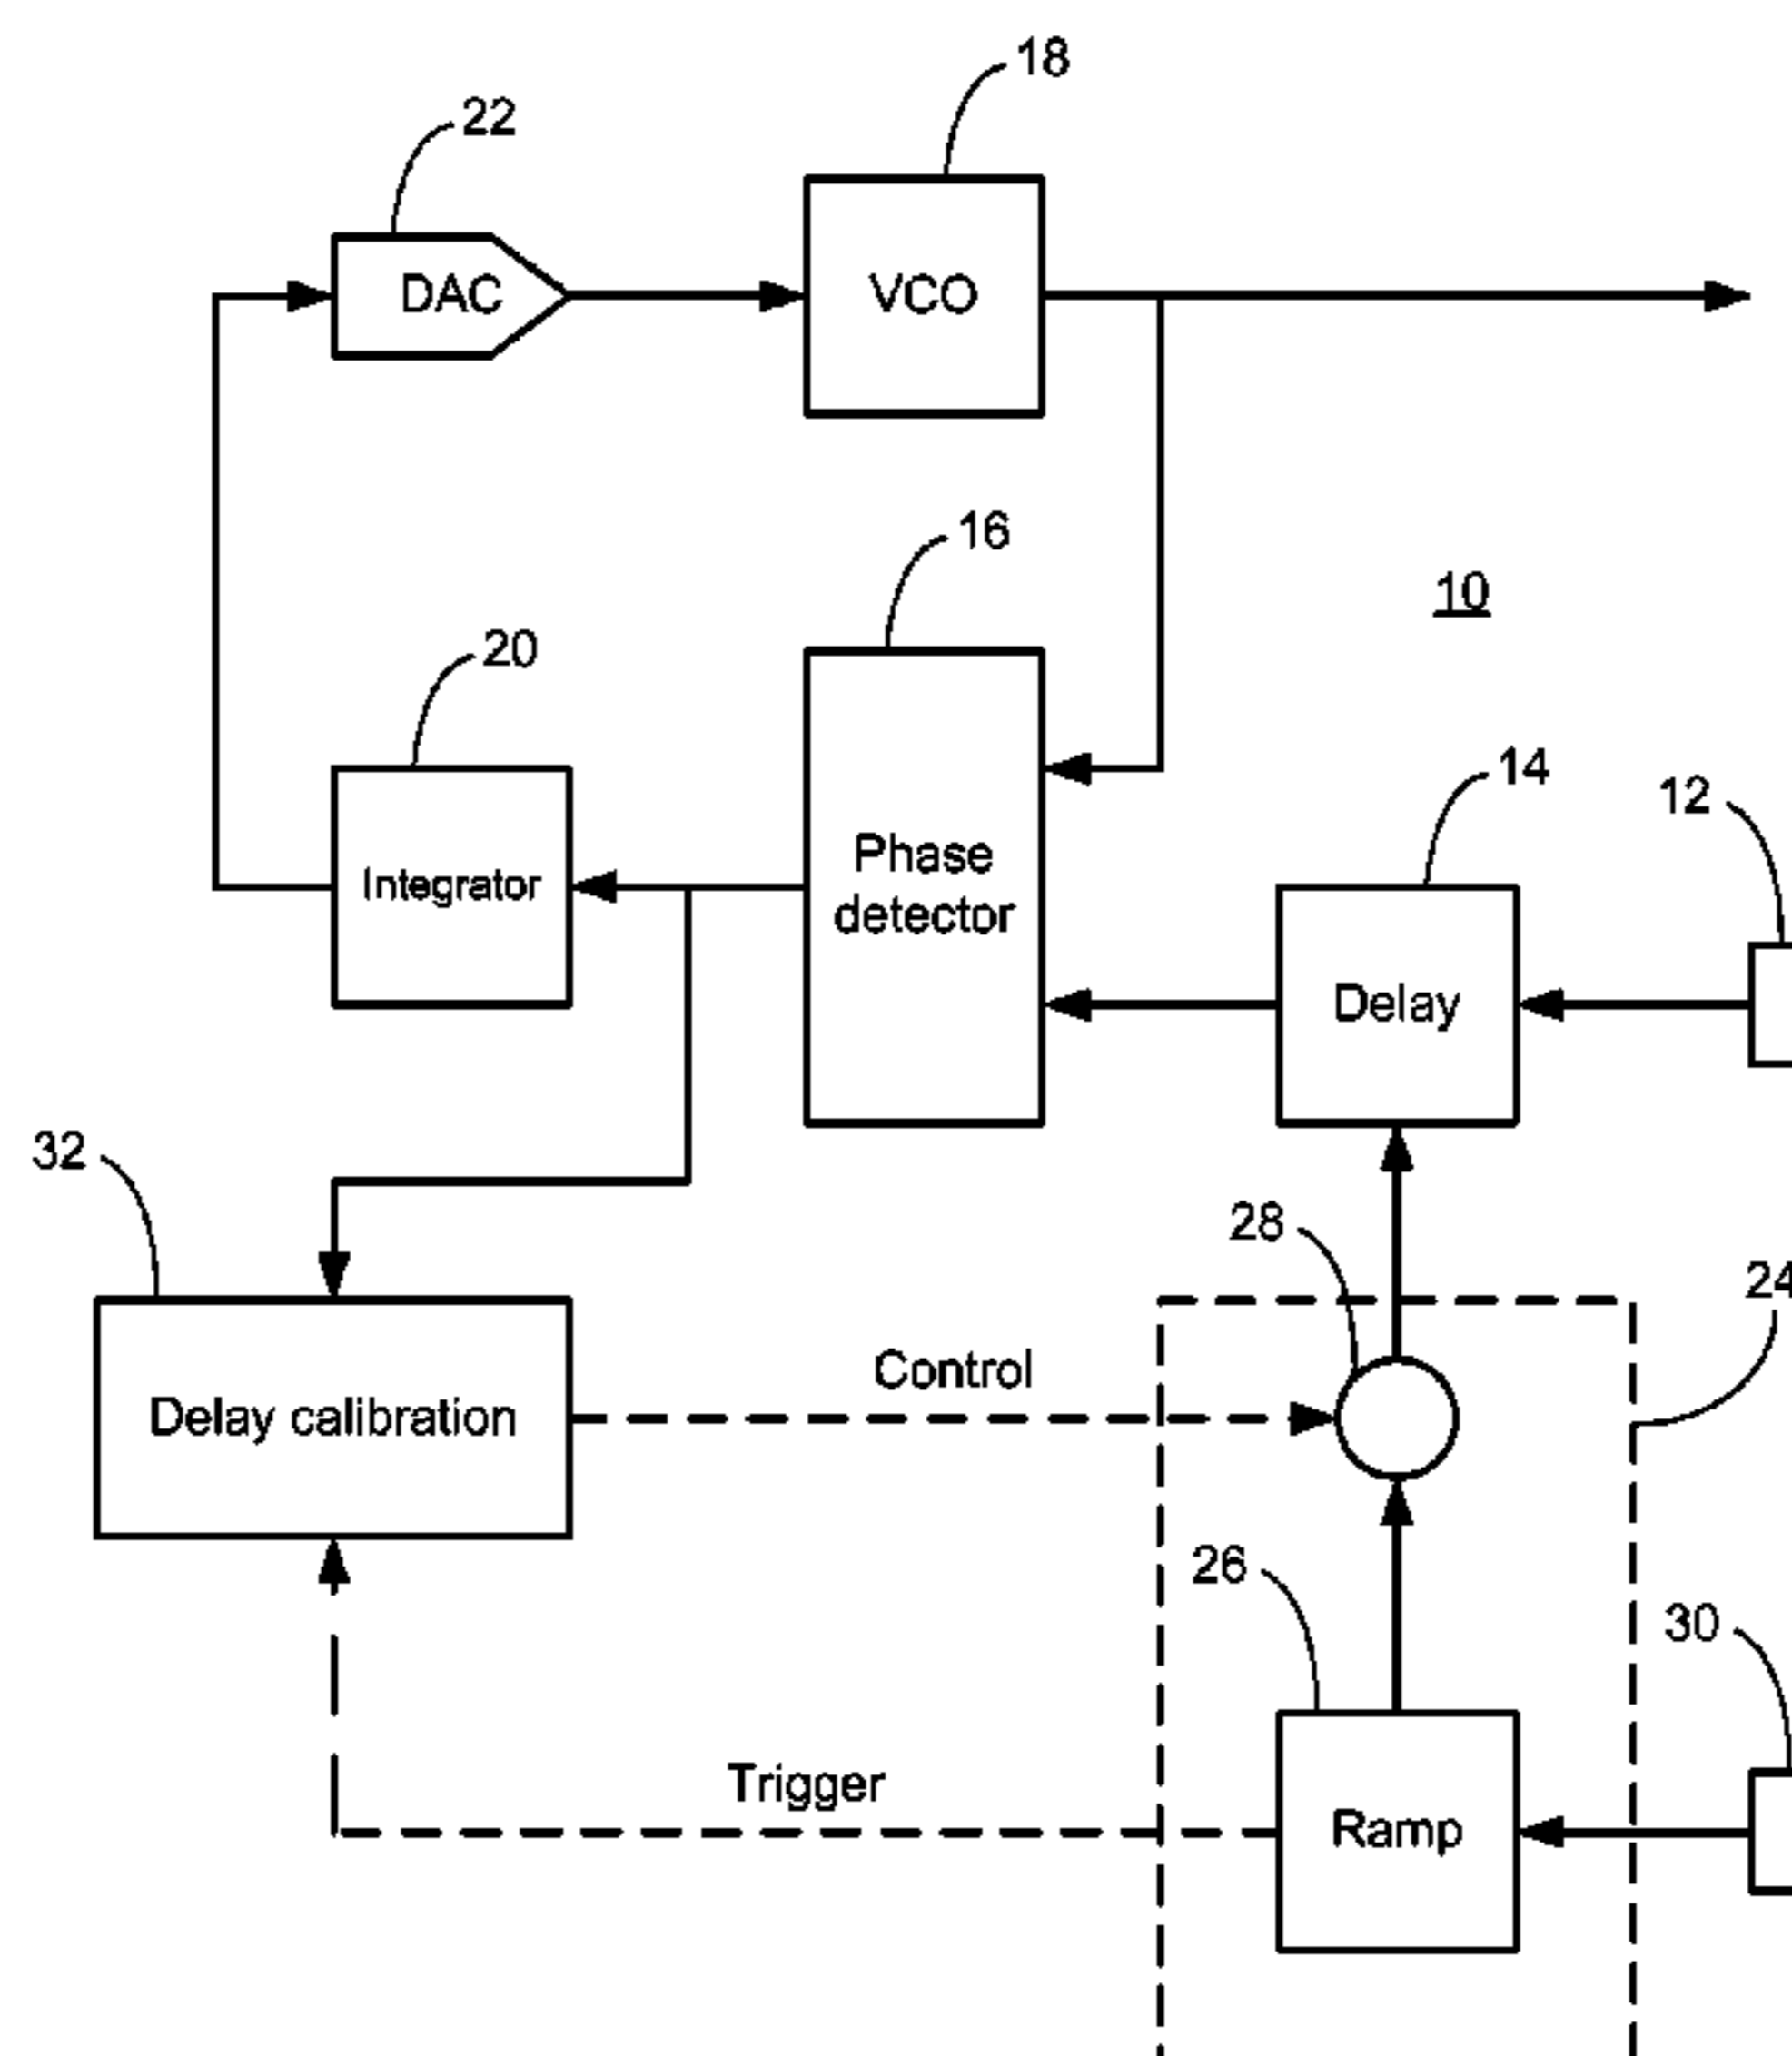 18
22
DAC
VCO
16
10
20
14
12
Phase
detector
Integrator
Delay
32
28
24
Control
Delay calibration
26
30
Trigger
Ramp